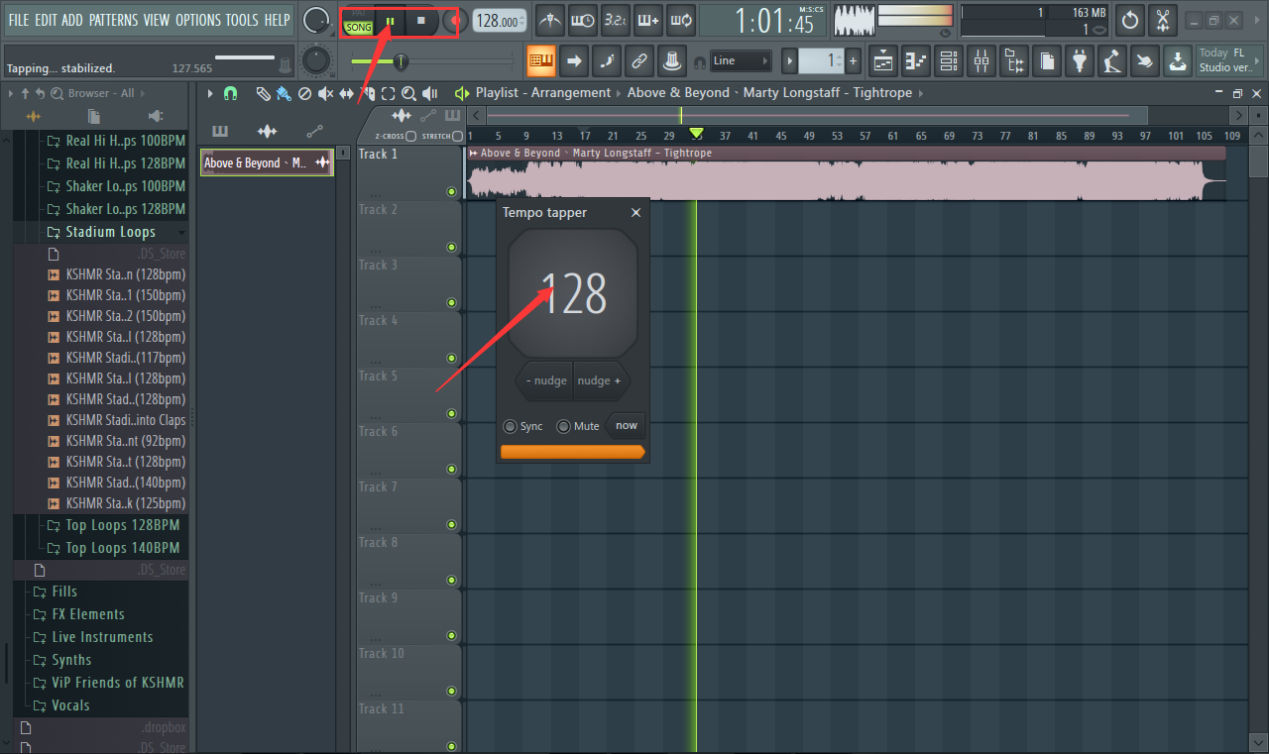 FILE EDIT ADD PATTERNS VIEW OPTIONS TOOLS HELP
PAT
SONG
128.000
3.2.
1:01:45
M:S:CS
1
163 MB
1
Tapping... stabilized.
127.565
Line
1
Today FL
Studio ver..
Browser - All
Playlist - Arrangement
Above & Beyond、Marty Longstaff - Tightrope
Z-CROSS
STRETCH
1 5 9 13 17 21 25 29 37 41 45 49 53 57 61 65 69 73 77 81 85 89 93 97 101 105 109
Real Hi H..ps 100BPM
Real Hi H..ps 128BPM
Shaker Lo..ps 100BPM
Shaker Lo..ps 128BPM
Stadium Loops
.DS_Store
KSHMR Sta..n (128bpm)
KSHMR Sta..1 (150bpm)
KSHMR Sta..2 (150bpm)
KSHMR Sta..l (128bpm)
KSHMR Stadi..(117bpm)
KSHMR Sta..l (128bpm)
KSHMR Stad..(128bpm)
KSHMR Stadi..into Claps
KSHMR Sta..nt (92bpm)
KSHMR Sta..t (128bpm)
KSHMR Stad..(140bpm)
KSHMR Sta..k (125bpm)
Top Loops 128BPM
Top Loops 140BPM
.DS_Store
Fills
FX Elements
Live Instruments
Synths
ViP Friends of KSHMR
Vocals
.dropbox
.DS_Store
Above & Beyond、M..
Track 1
Above & Beyond、Marty Longstaff - Tightrope
Track 2
Track 3
Track 4
Track 5
Track 6
Track 7
Track 8
Track 9
Track 10
Track 11
Tempo tapper
128
- nudge
nudge +
Sync
Mute
now